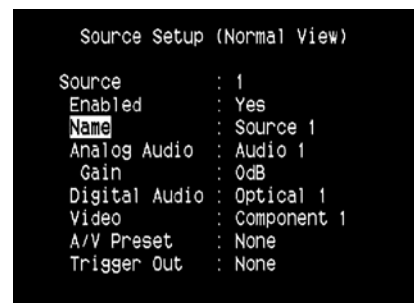 Source Setup (Normal View)
Source : 1
Enabled : Yes
Name : Source 1
Analog Audio : Audio 1
Gain : 0dB
Digital Audio : Optical 1
Video : Component 1
A/V Preset : None
Trigger Out : None